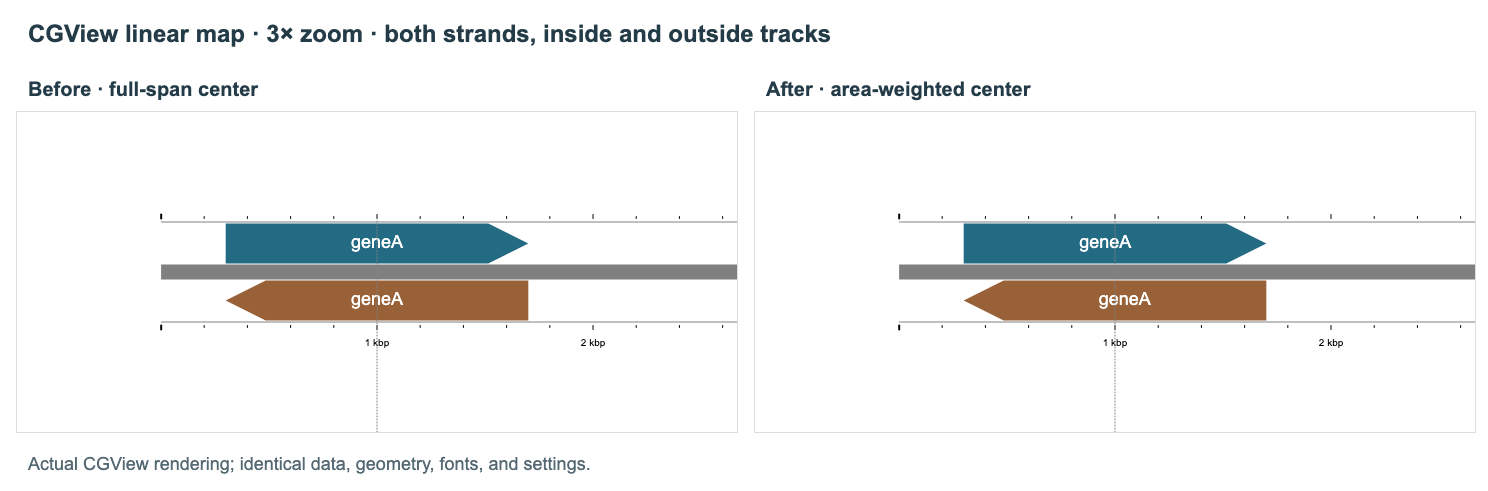 CGView linear map · 3× zoom · both strands, inside and outside tracks
Before · full-span center
After · area-weighted center
geneA
geneA
1 kbp
2 kbp
geneA
geneA
1 kbp
2 kbp
Actual CGView rendering; identical data, geometry, fonts, and settings.